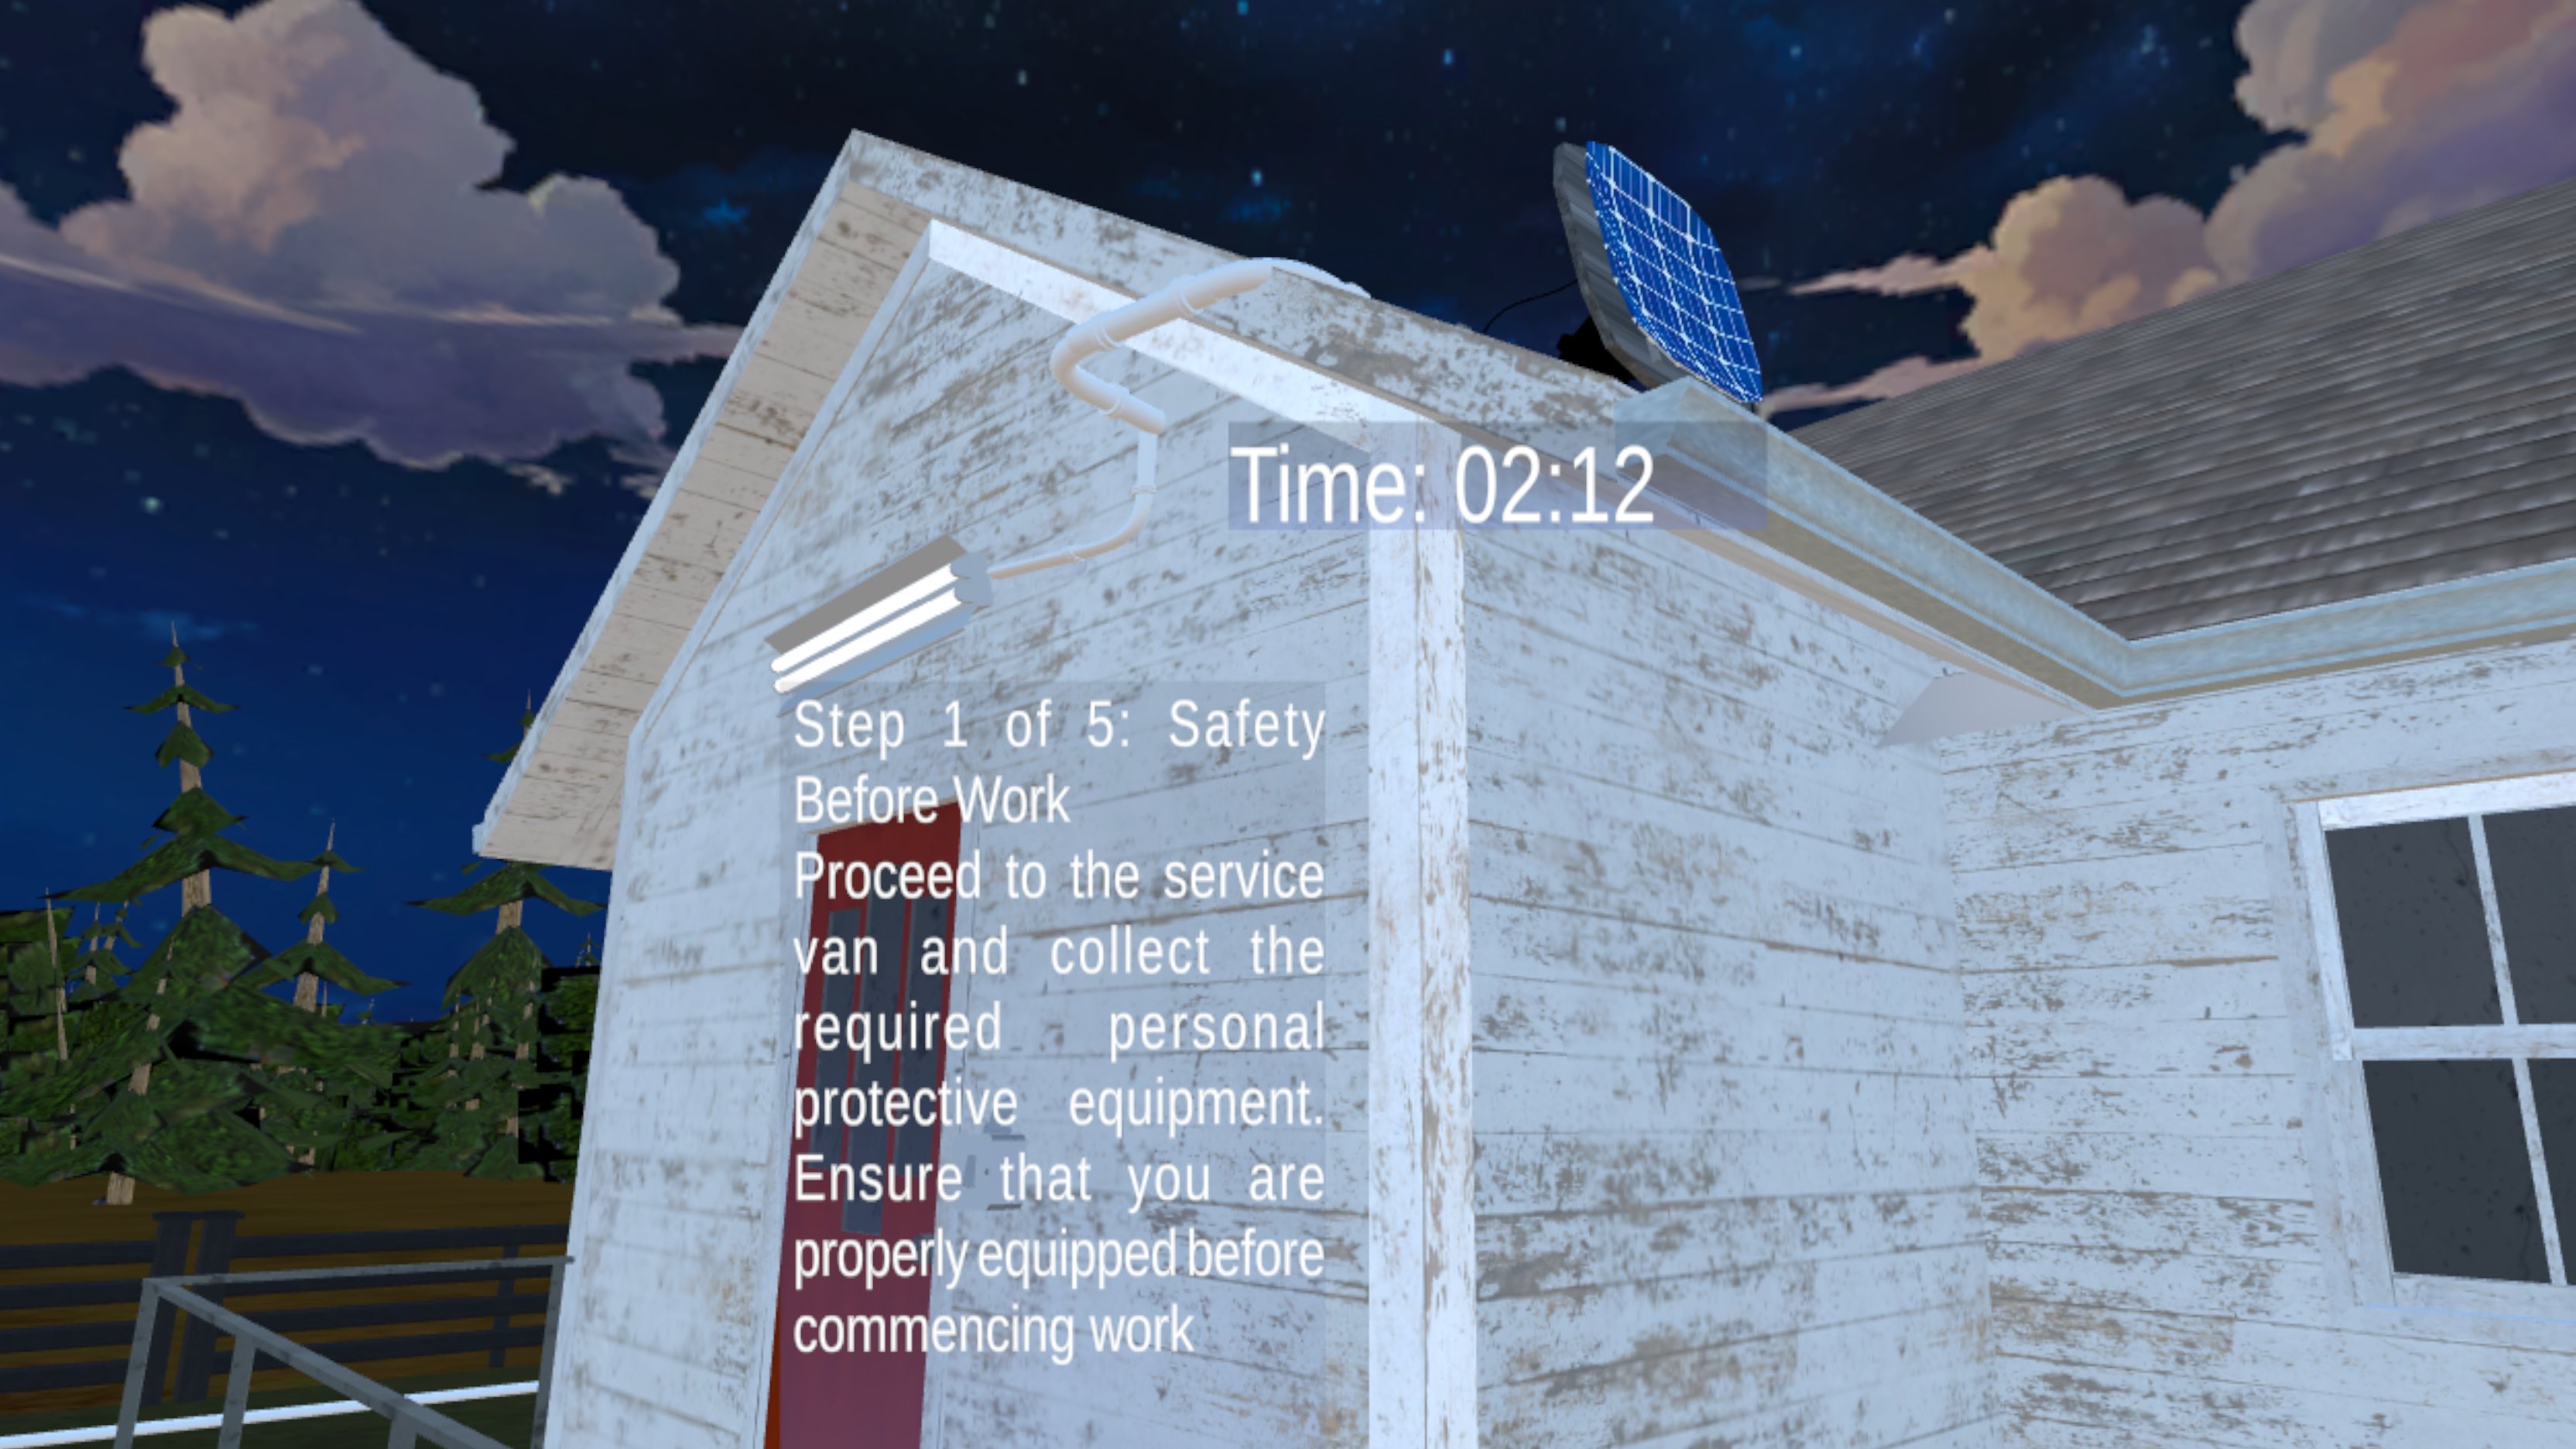 Time: 02:12
Step 1 of 5: Safety
Before Work
Proceed to the service
van and collect the
required personal
protective equipment.
Ensure that you are
properly equipped before
commencing work